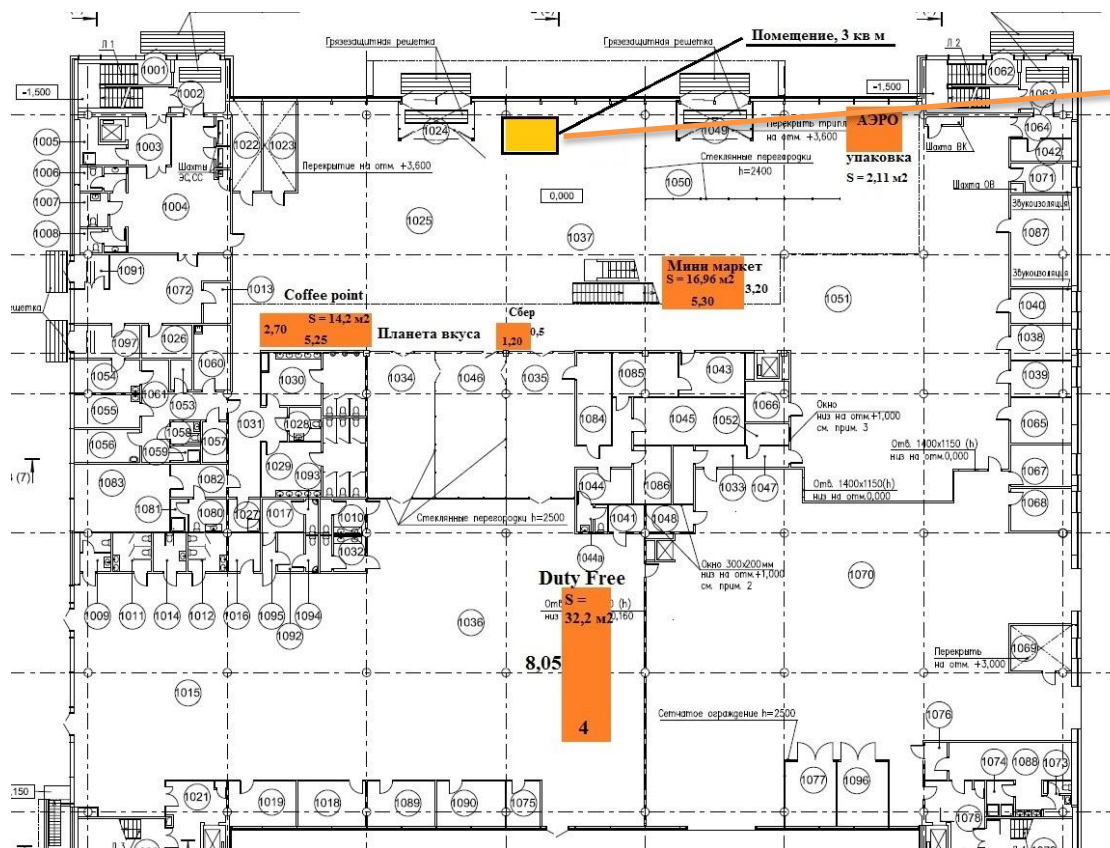 Грязезащитная решетка
Грязезащитная решетка
Помещение, 3 кв м
Л 1
1001
1002
Л 2
1062
1063
-1,500
-1,500
1005
1003
1022
1023
1024
1049
Перекрыть
на отм. +3,600
АЭРО
упаковка
S = 2,11 м2
1064
1042
Шахта ВК
1006
Шахты
ЭС,СС
Перекрытие на отм. +3,600
Стеклянные перегородки
h=2400
1050
1071
Шахта ОВ
1007
1004
0,000
Звукоизоляция
1008
1025
1037
1087
1091
1072
1013
Мини маркет
S = 16,96 м2
5,30
3,20
Звукоизоляция
1051
1040
Coffee point
S = 14,2 м2
2,70
5,25
Планета вкуса
Сбер
0,5
1,20
1097
1026
1060
1038
1054
1061
1053
1030
1034
1046
1035
1085
1043
1039
1055
1028
1031
1084
1045
1052
1066
Окно
низ на отм.+1,000
см. прим. 3
1065
1056
1058
1059
1057
Отв. 1400х1150 (h)
низ на отм.0,000
(7)
1083
1082
1029
1093
1044
1086
1033
1047
Отв. 1400х1150(h)
низ на отм.0,000
1067
1068
1081
1080
1027
1017
1010
Стеклянные перегородки h=2500
1041
1048
1032
1044а
Окно 300х200мм
низ на отм.+1,000
см. прим. 2
1070
Duty Free
S =
32,2 м2
1009
1011
1014
1012
1016
1095
1092
1094
1036
8,05
4
1015
Перекрыть
на отм. +3,000
1069
Сетчатое ограждение h=2500
1076
1074
1088
1073
1021
1019
1018
1089
1090
1075
1077
1096
1078
Л 3